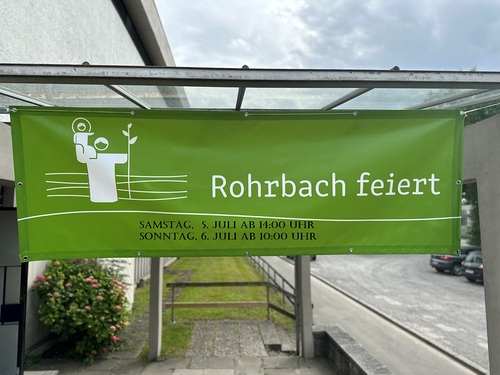 Rohrbach feiert
SAMSTAG, 5. JULI AB 14:00 UHR
SONNTAG, 6. JULI AB 10:00 UHR